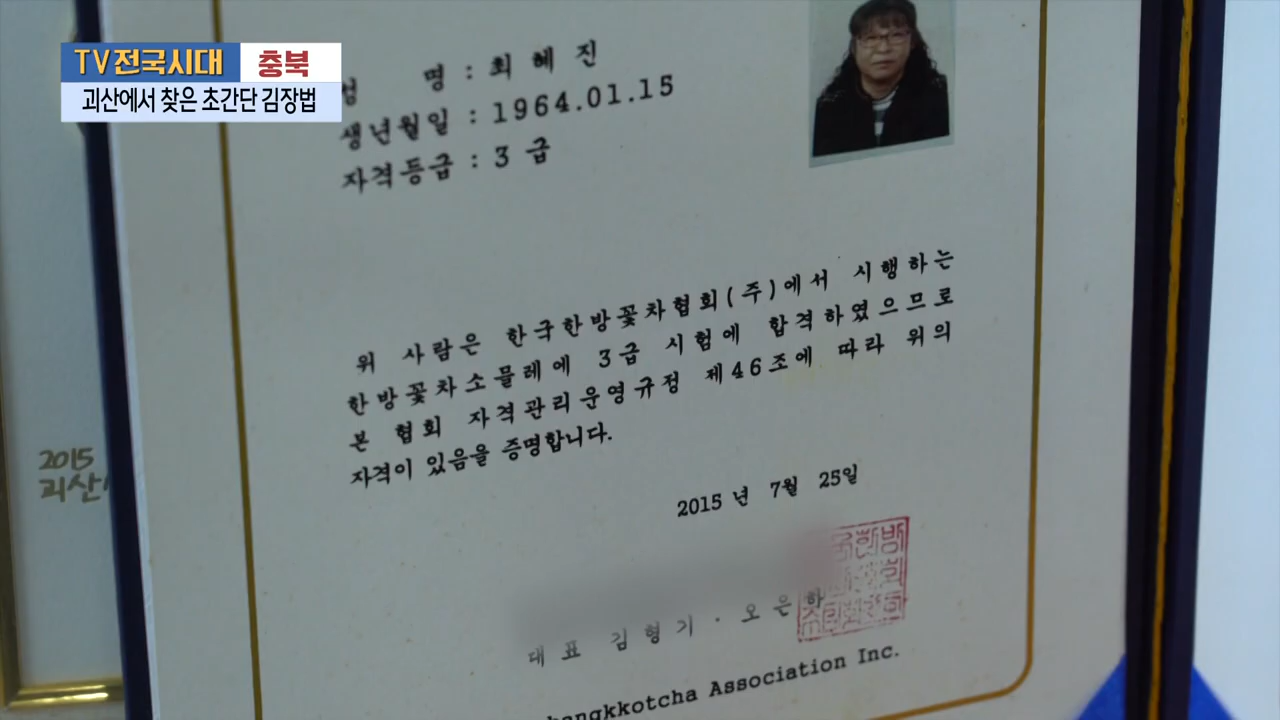 TV전국시대 충북
괴산에서 찾은 초간단 김장법
성 명 : 최 혜 진
생년월일 : 1964.01.15
자격등급 : 3 급
위 사람은 한국한방꽃차협회(주)에서 시행하는
한방꽃차소믈레에 3급 시험에 합격하였으므로
본 협회 자격관리운영규정 제46조에 따라 위의
자격이 있음을 증명합니다.
2015 년 7월 25일
대표 김형기 · 오은하
hangkkotcha Association Inc.
2015
괴산